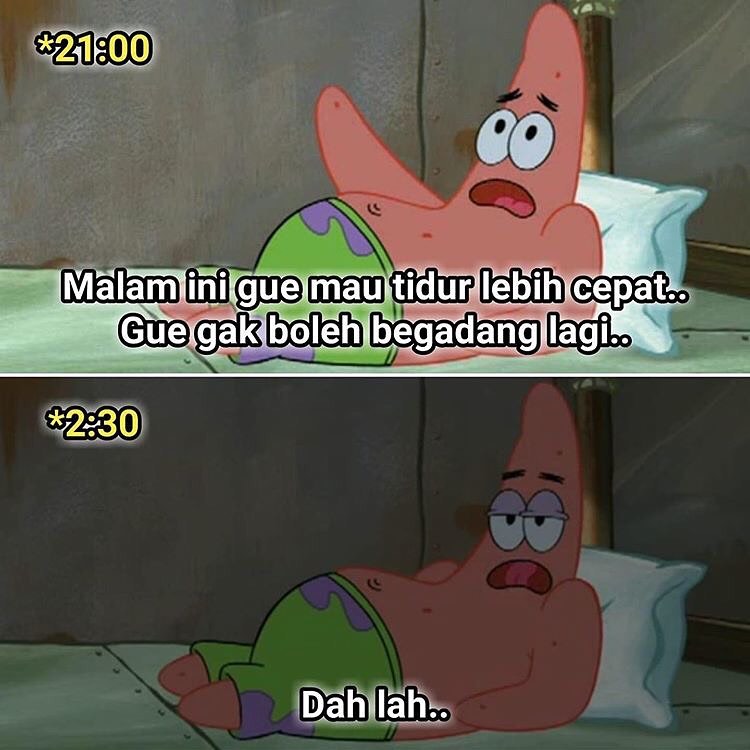 *21:00
Malam ini gue mau tidur lebih cepat..
Gue gak boleh begadang lagi..
*2:30
Dah lah..